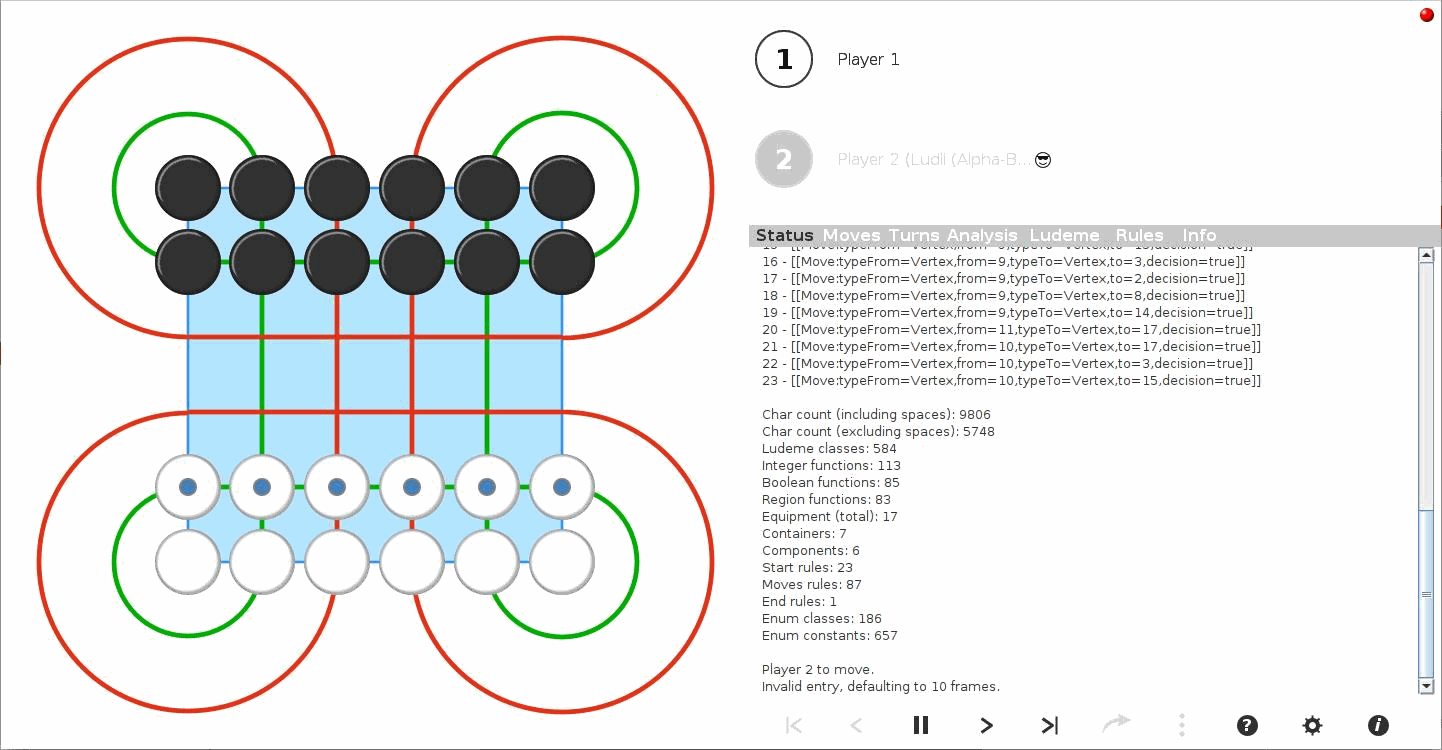 1
Player 1
2
Player 2 (Ludii (Alpha-B...
Status Moves Turns Analysis Ludeme Rules Info
16 - [[Move:typeFrom=Vertex,from=9,typeTo=Vertex,to=3,decision=true]]
17 - [[Move:typeFrom=Vertex,from=9,typeTo=Vertex,to=2,decision=true]]
18 - [[Move:typeFrom=Vertex,from=9,typeTo=Vertex,to=8,decision=true]]
19 - [[Move:typeFrom=Vertex,from=9,typeTo=Vertex,to=14,decision=true]]
20 - [[Move:typeFrom=Vertex,from=11,typeTo=Vertex,to=17,decision=true]]
21 - [[Move:typeFrom=Vertex,from=10,typeTo=Vertex,to=17,decision=true]]
22 - [[Move:typeFrom=Vertex,from=10,typeTo=Vertex,to=3,decision=true]]
23 - [[Move:typeFrom=Vertex,from=10,typeTo=Vertex,to=15,decision=true]]
Char count (including spaces): 9806
Char count (excluding spaces): 5748
Ludeme classes: 584
Integer functions: 113
Boolean functions: 85
Region functions: 83
Equipment (total): 17
Containers: 7
Components: 6
Start rules: 23
Moves rules: 87
End rules: 1
Enum classes: 186
Enum constants: 657
Player 2 to move.
Invalid entry, defaulting to 10 frames.